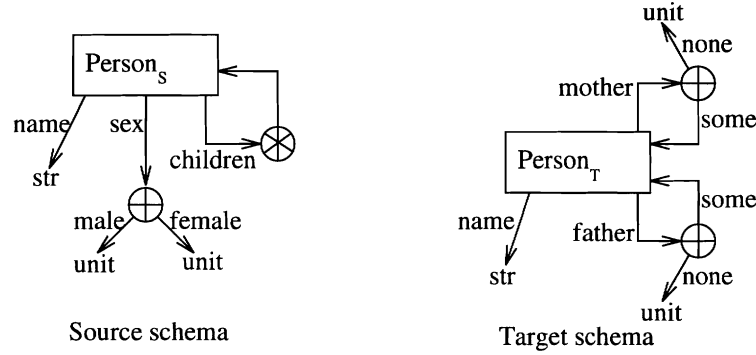 Person_S
name
sex
children
str
male
female
unit
unit
Source schema
unit
none
mother
some
Person_T
some
name
father
none
str
unit
Target schema